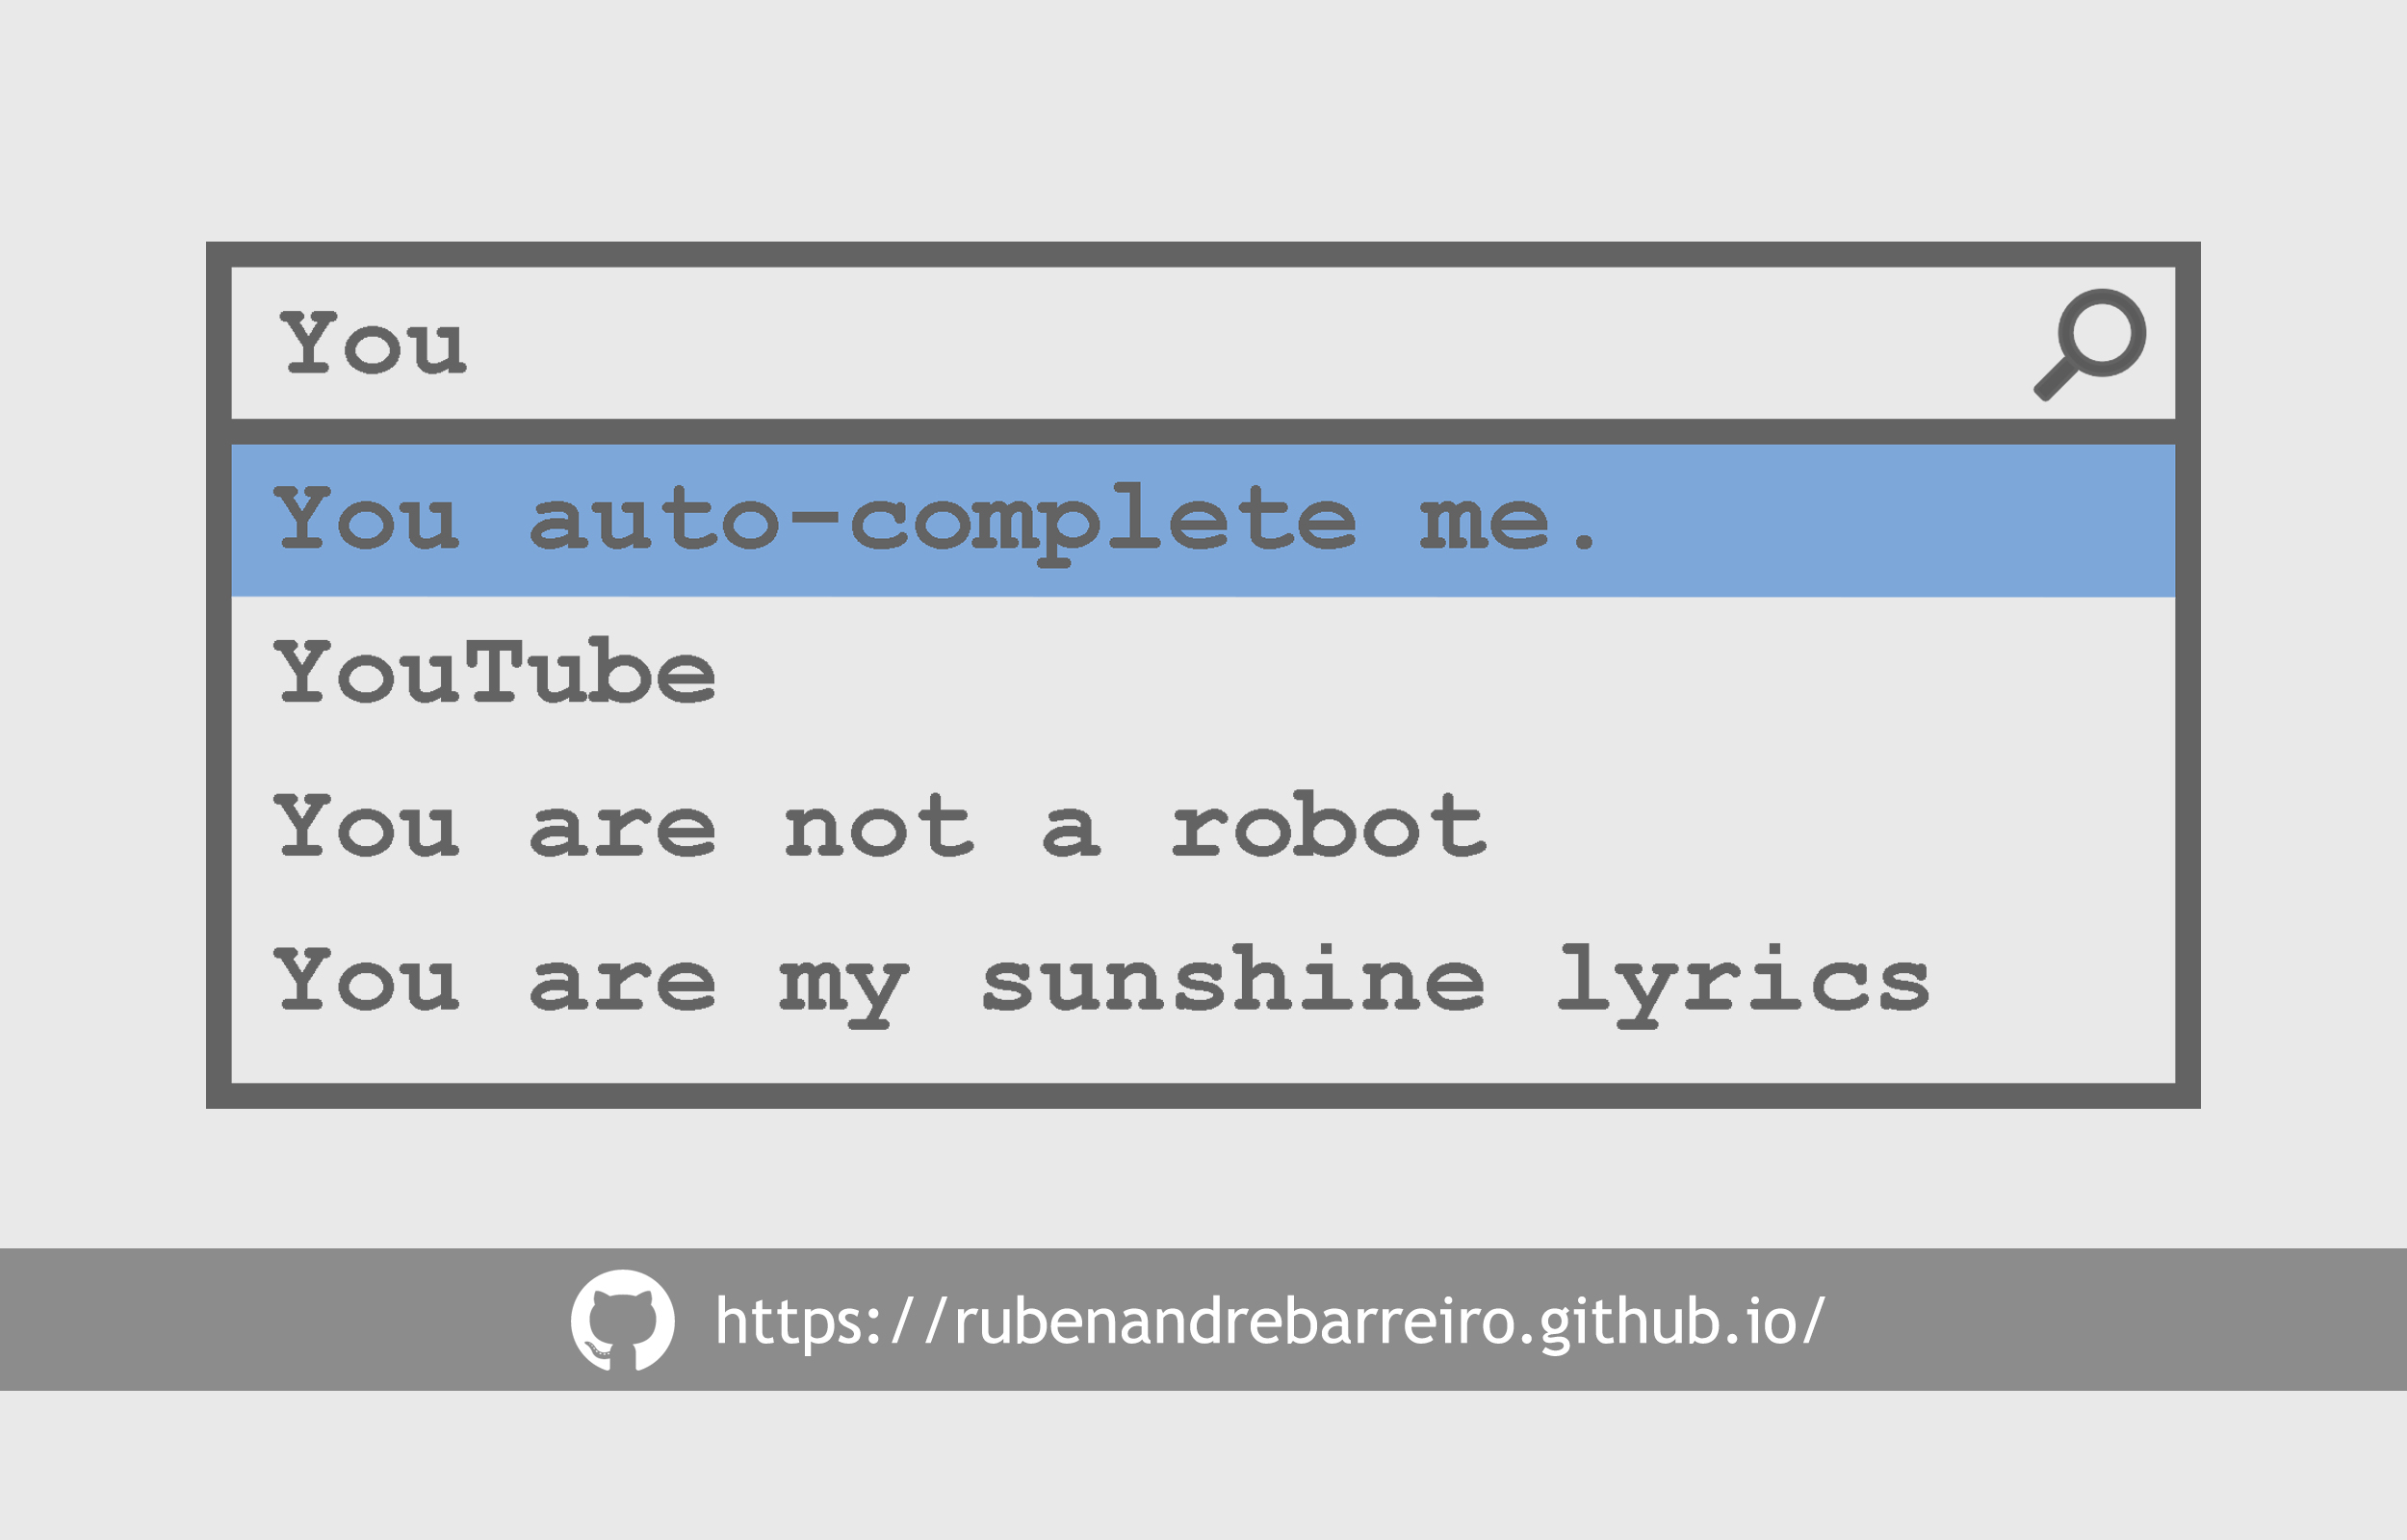 You
You auto-complete me.
YouTube
You are not a robot
You are my sunshine lyrics
https://rubenandrebarreiro.github.io/